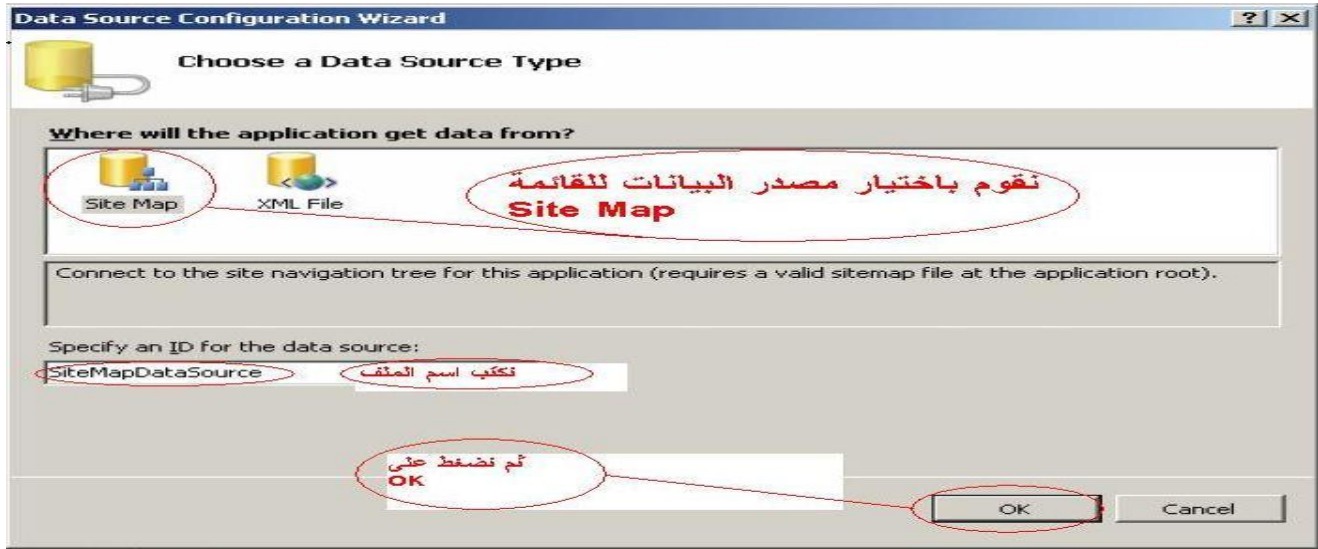 Data Source Configuration Wizard
Choose a Data Source Type
Where will the application get data from?
Site Map
XML File
نقوم باختيار مصدر البيانات للقائمة
Site Map
Connect to the site navigation tree for this application (requires a valid sitemap file at the application root).
Specify an ID for the data source:
SiteMapDataSource
نكتب اسم الملف
ثم نضغط على
OK
OK
Cancel